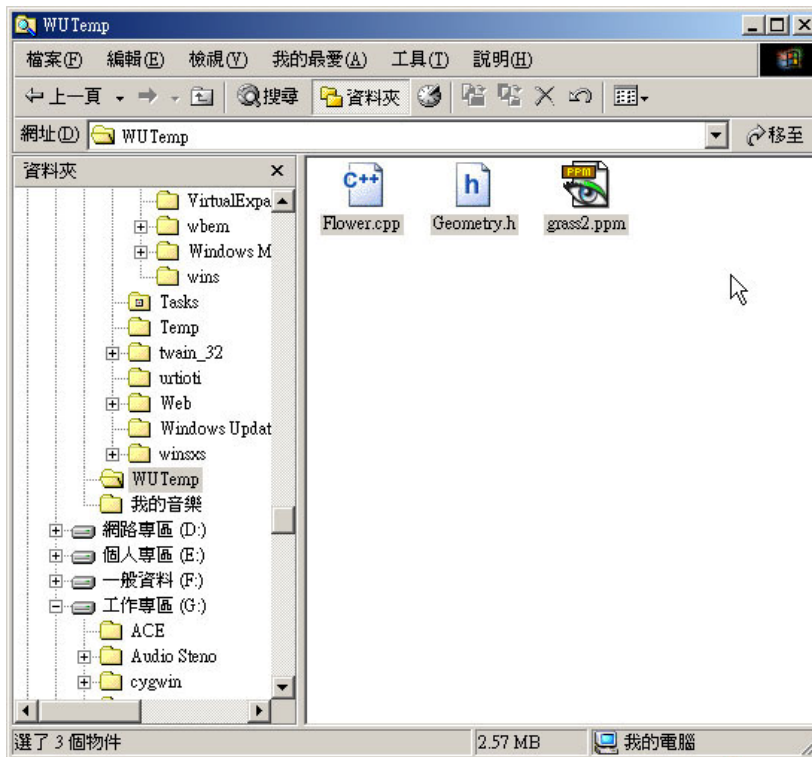 WUTemp
檔案(F) 編輯(E) 檢視(V) 我的最愛(A) 工具(T) 說明(H)
上一頁 搜尋 資料夾
網址(D) WUTemp 移至
資料夾
VirtualExpa
wbem
Windows M
wins
Tasks
Temp
twain_32
urtioti
Web
Windows Updat
winsxs
WUTemp
我的音樂
網路專區 (D:)
個人專區 (E:)
一般資料 (F:)
工作專區 (G:)
ACE
Audio Steno
cygwin
C++ h PPM
Flower.cpp Geometry.h grass2.ppm
選了 3 個物件 2.57 MB 我的電腦